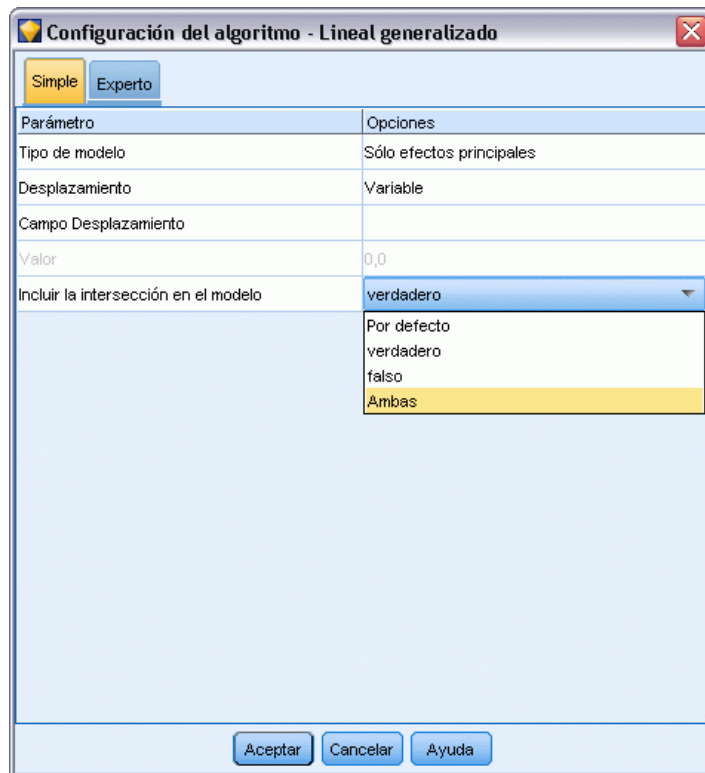 Configuración del algoritmo - Lineal generalizado
Simple Experto
Parámetro Opciones
Tipo de modelo Sólo efectos principales
Desplazamiento Variable
Campo Desplazamiento
Valor 0,0
Incluir la intersección en el modelo verdadero
Por defecto
verdadero
falso
Ambas
Aceptar Cancelar Ayuda